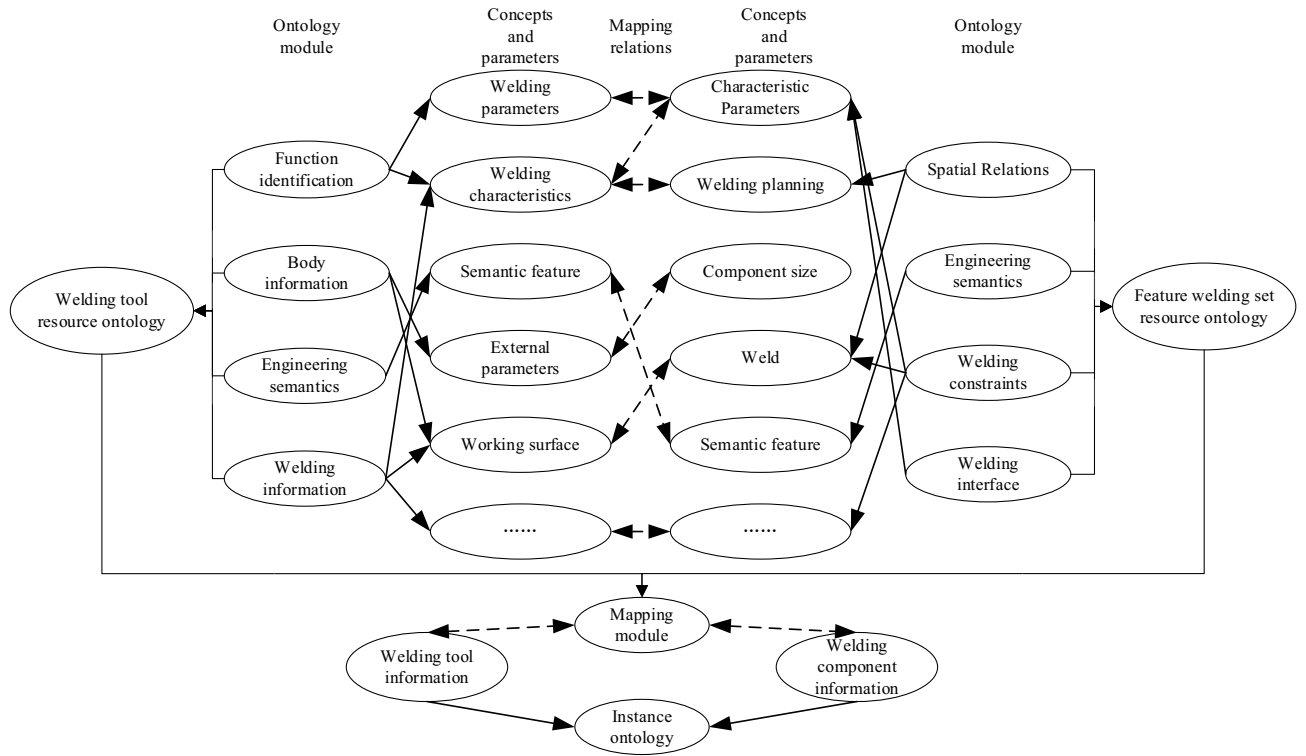 Ontology
module
Concepts
and
parameters
Mapping
relations
Concepts
and
parameters
Ontology
module
Welding
parameters
Characteristic
Parameters
Function
identification
Welding
characteristics
Welding planning
Spatial Relations
Body
information
Semantic feature
Component size
Engineering
semantics
Welding tool
resource ontology
Feature welding set
resource ontology
Engineering
semantics
External
parameters
Weld
Welding
constraints
Welding
information
Working surface
Semantic feature
Welding
interface
......
......
Mapping
module
Welding tool
information
Welding
component
information
Instance
ontology